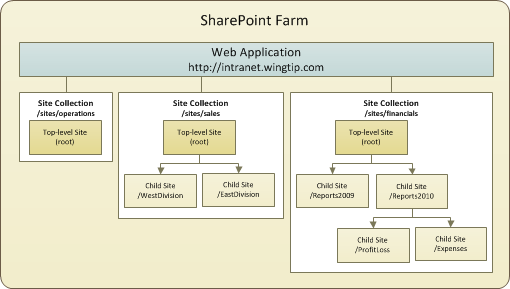 SharePoint Farm
Web Application
http://intranet.wingtip.com
Site Collection
/sites/operations
Top-level Site
(root)
Site Collection
/sites/sales
Top-level Site
(root)
Child Site
/WestDivision
Child Site
/EastDivision
Site Collection
/sites/financials
Top-level Site
(root)
Child Site
/Reports2009
Child Site
/Reports2010
Child Site
/ProfitLoss
Child Site
/Expenses